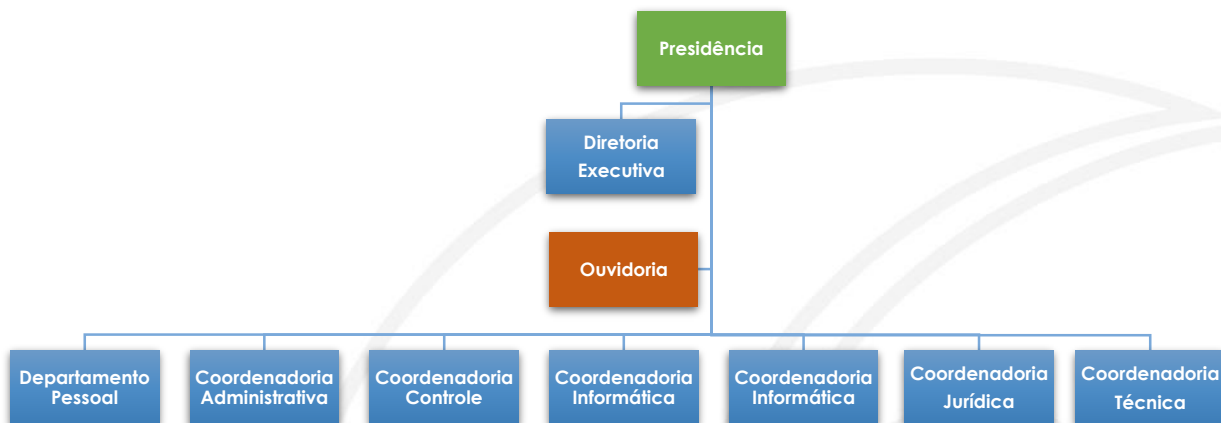 Presidência
Diretoria
Executiva
Ouvidoria
Departamento
Pessoal
Coordenadoria
Administrativa
Coordenadoria
Controle
Coordenadoria
Informática
Coordenadoria
Informática
Coordenadoria
Jurídica
Coordenadoria
Técnica